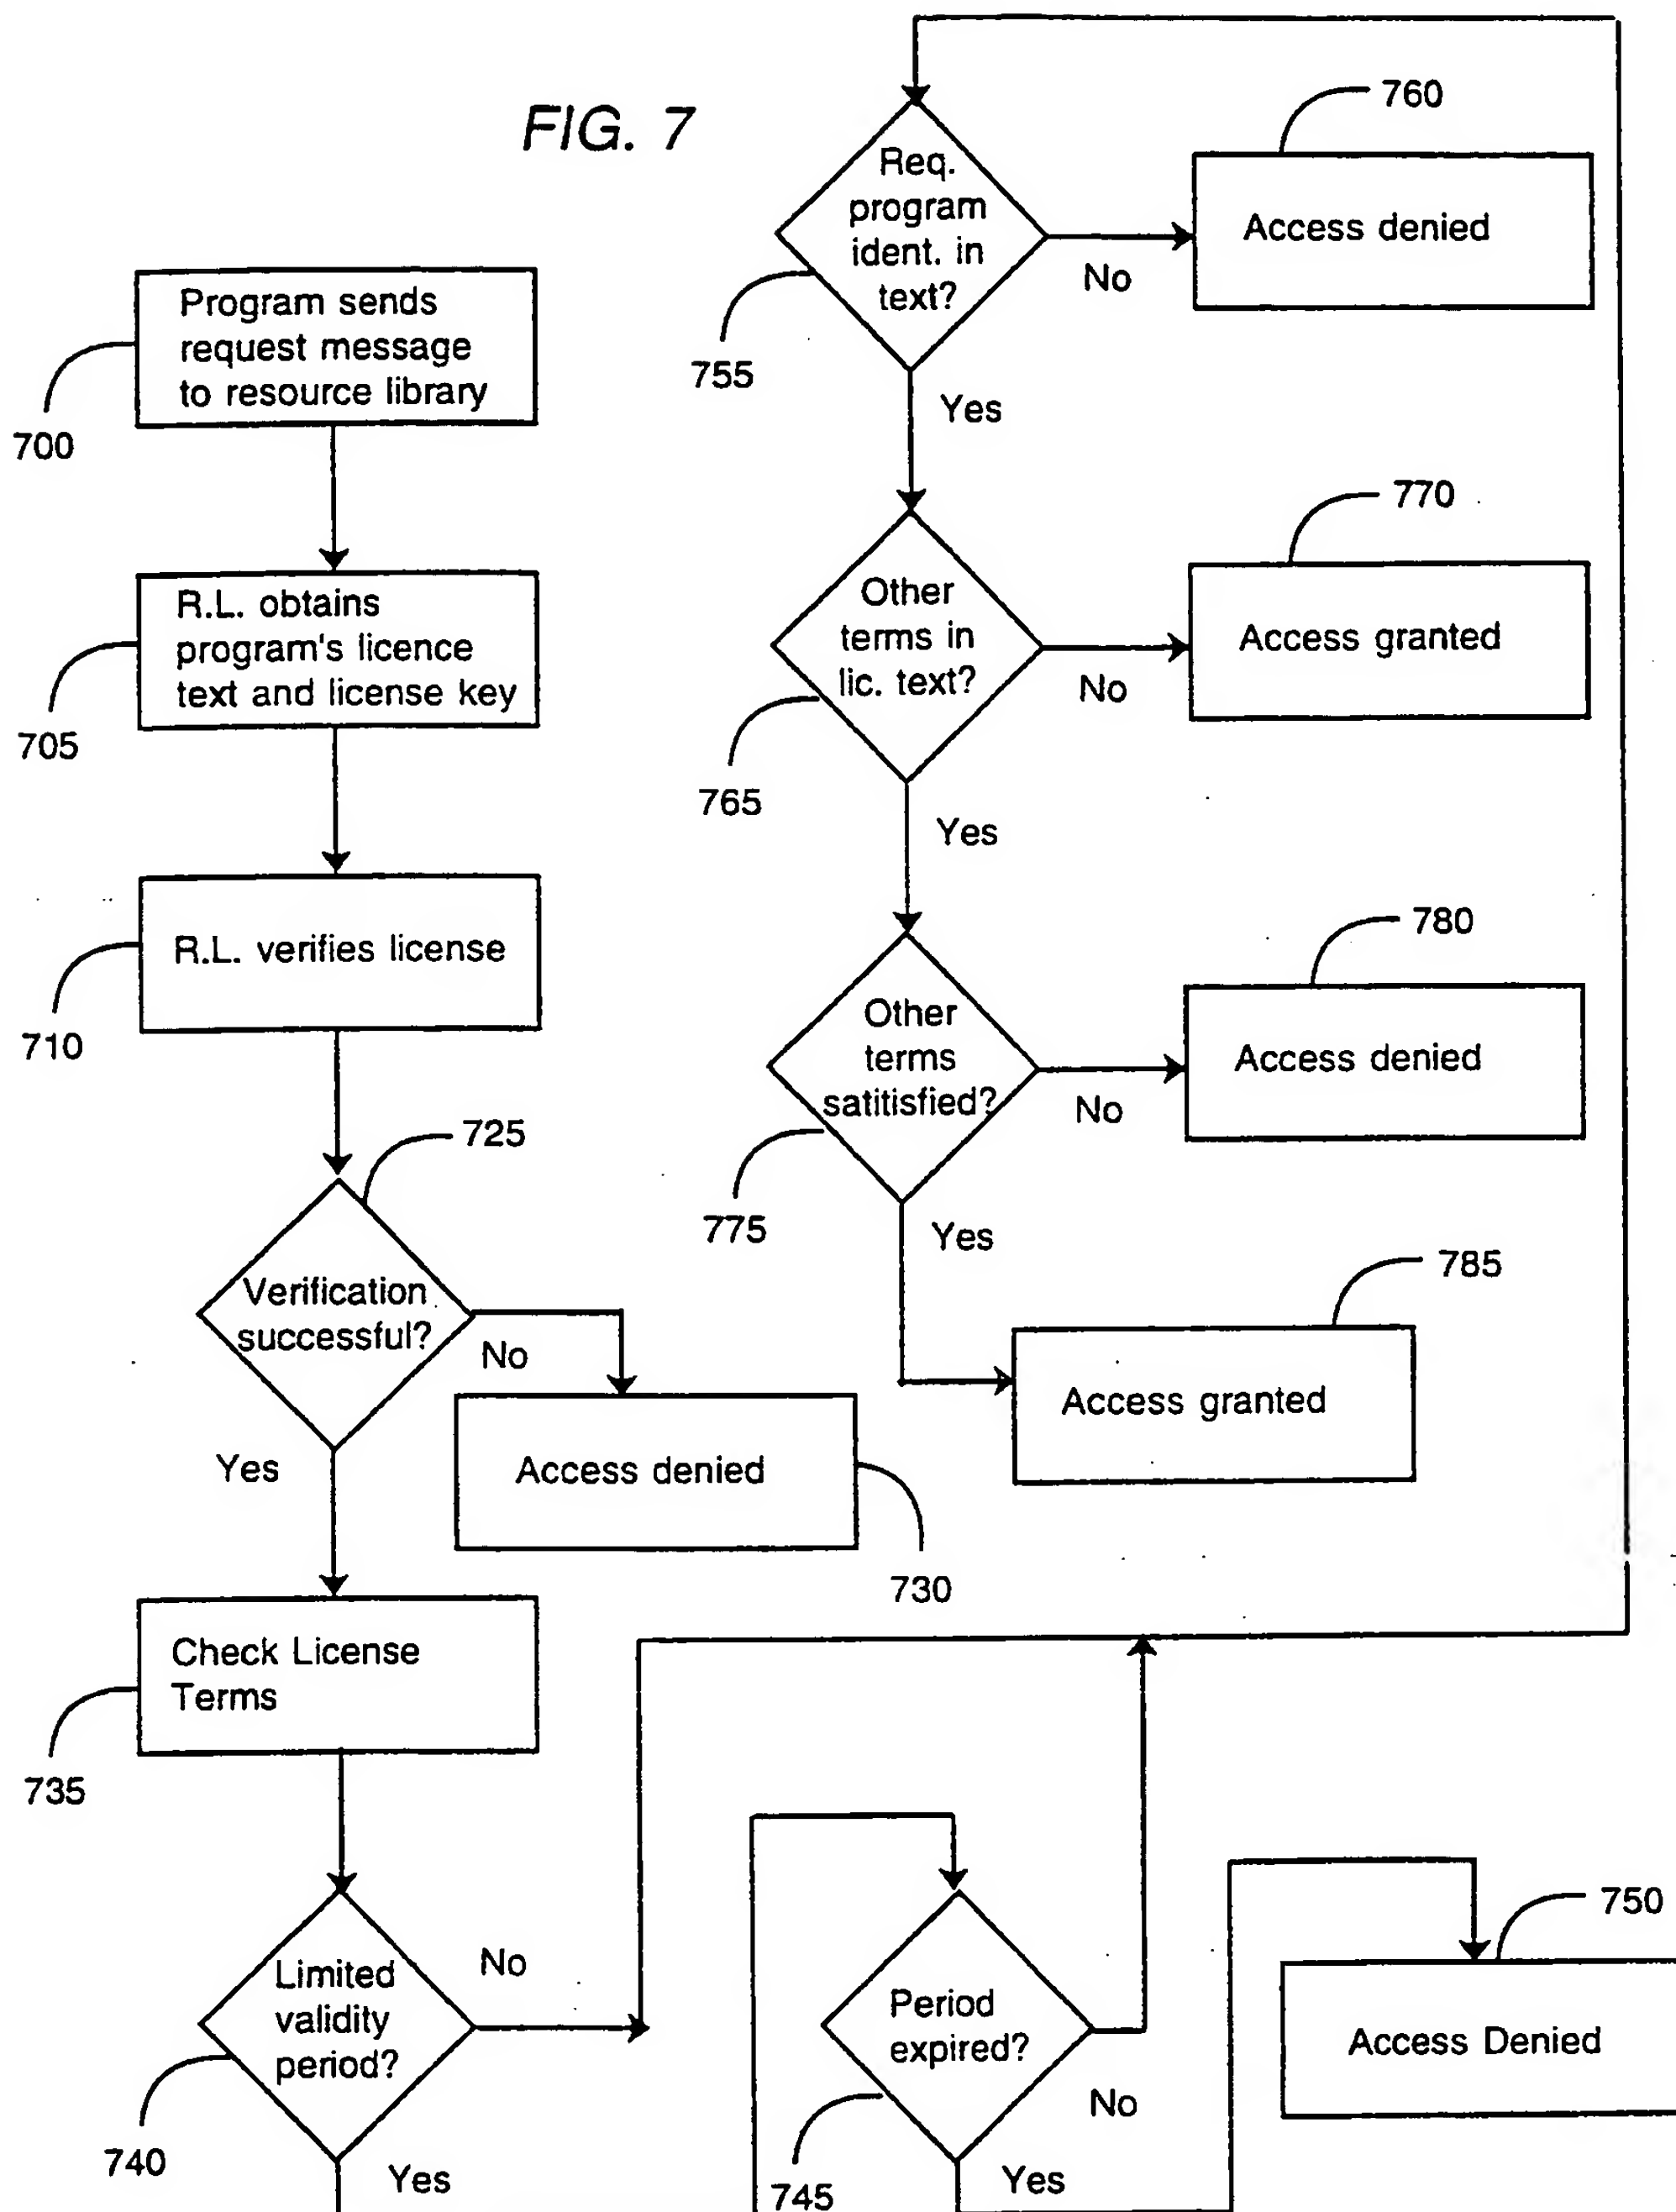 FIG. 7
Program sends
request message
to resource library
700
R.L. obtains
program's licence
text and license key
705
R.L. verifies license
710
725
Verification
successful?
No
Yes
Access denied
730
Check License
Terms
735
Limited
validity
period?
No
740
Yes
Period
expired?
No
745
Yes
750
Access Denied
Req.
program
ident. in
text?
755
No
760
Access denied
Yes
Other
terms in
lic. text?
765
No
770
Access granted
Yes
Other
terms
satitisfied?
775
No
780
Access denied
Yes
785
Access granted